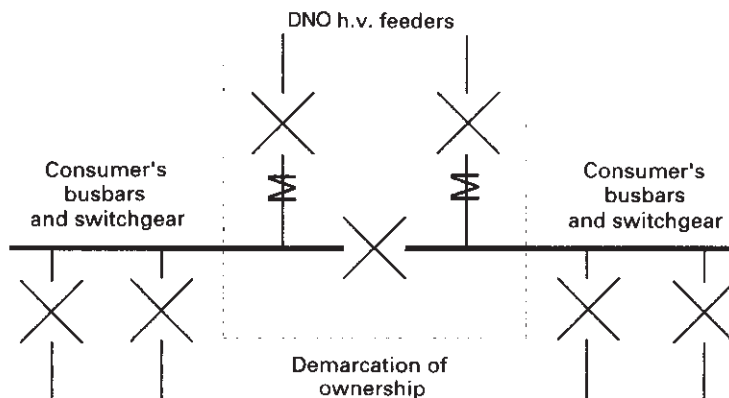 DNO h.v. feeders
Consumer's
busbars
and switchgear
Consumer's
busbars
and switchgear
Demarcation of
ownership